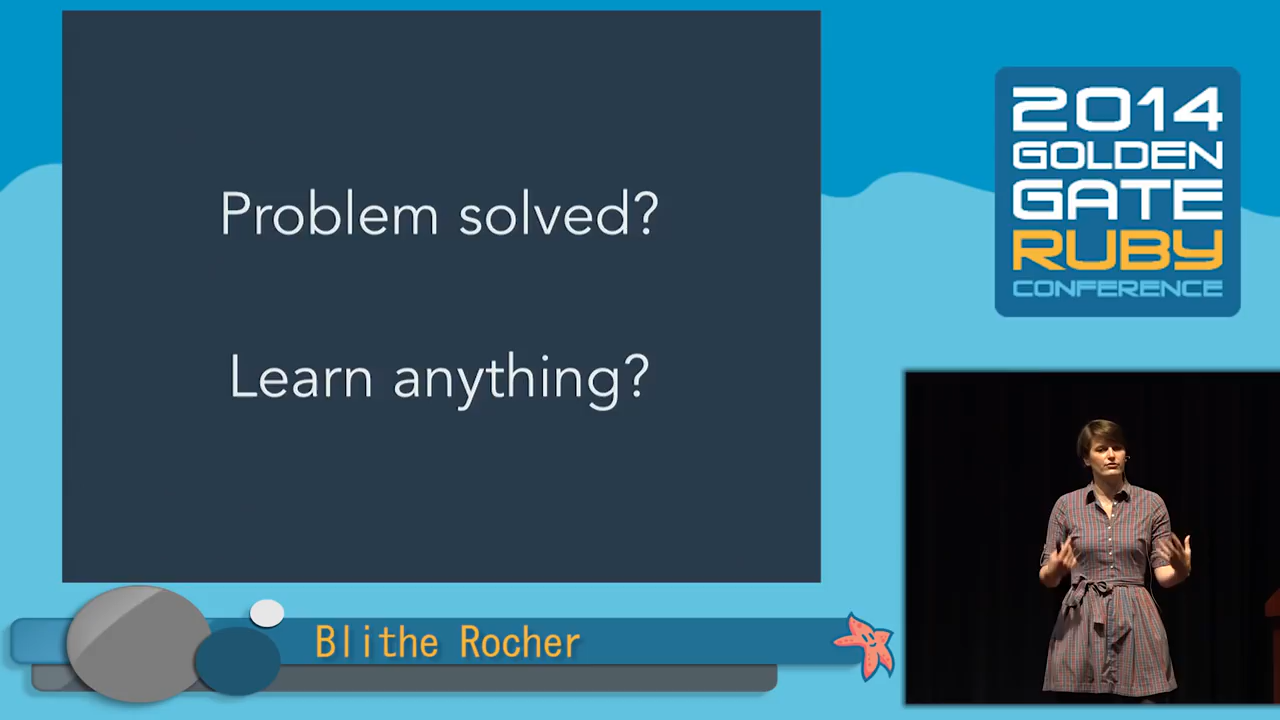 Problem solved?
Learn anything?
2014
GOLDEN
GATE
RUBY
CONFERENCE
Blithe Rocher